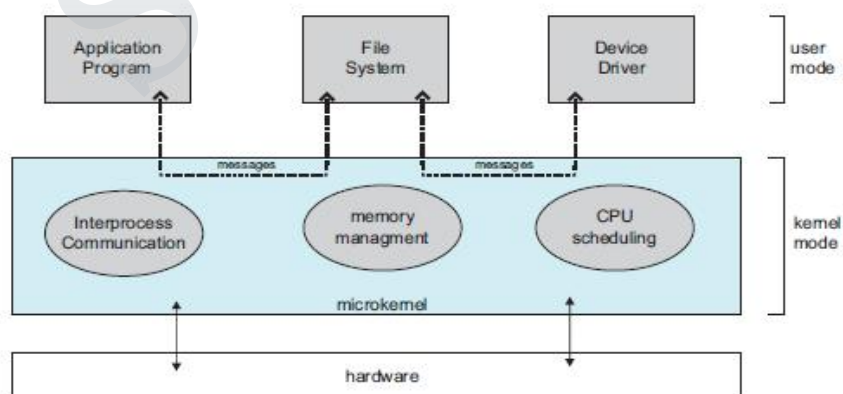 Application
Program
File
System
Device
Driver
user
mode
messages
messages
Interprocess
Communication
memory
managment
CPU
scheduling
kernel
mode
microkernel
hardware